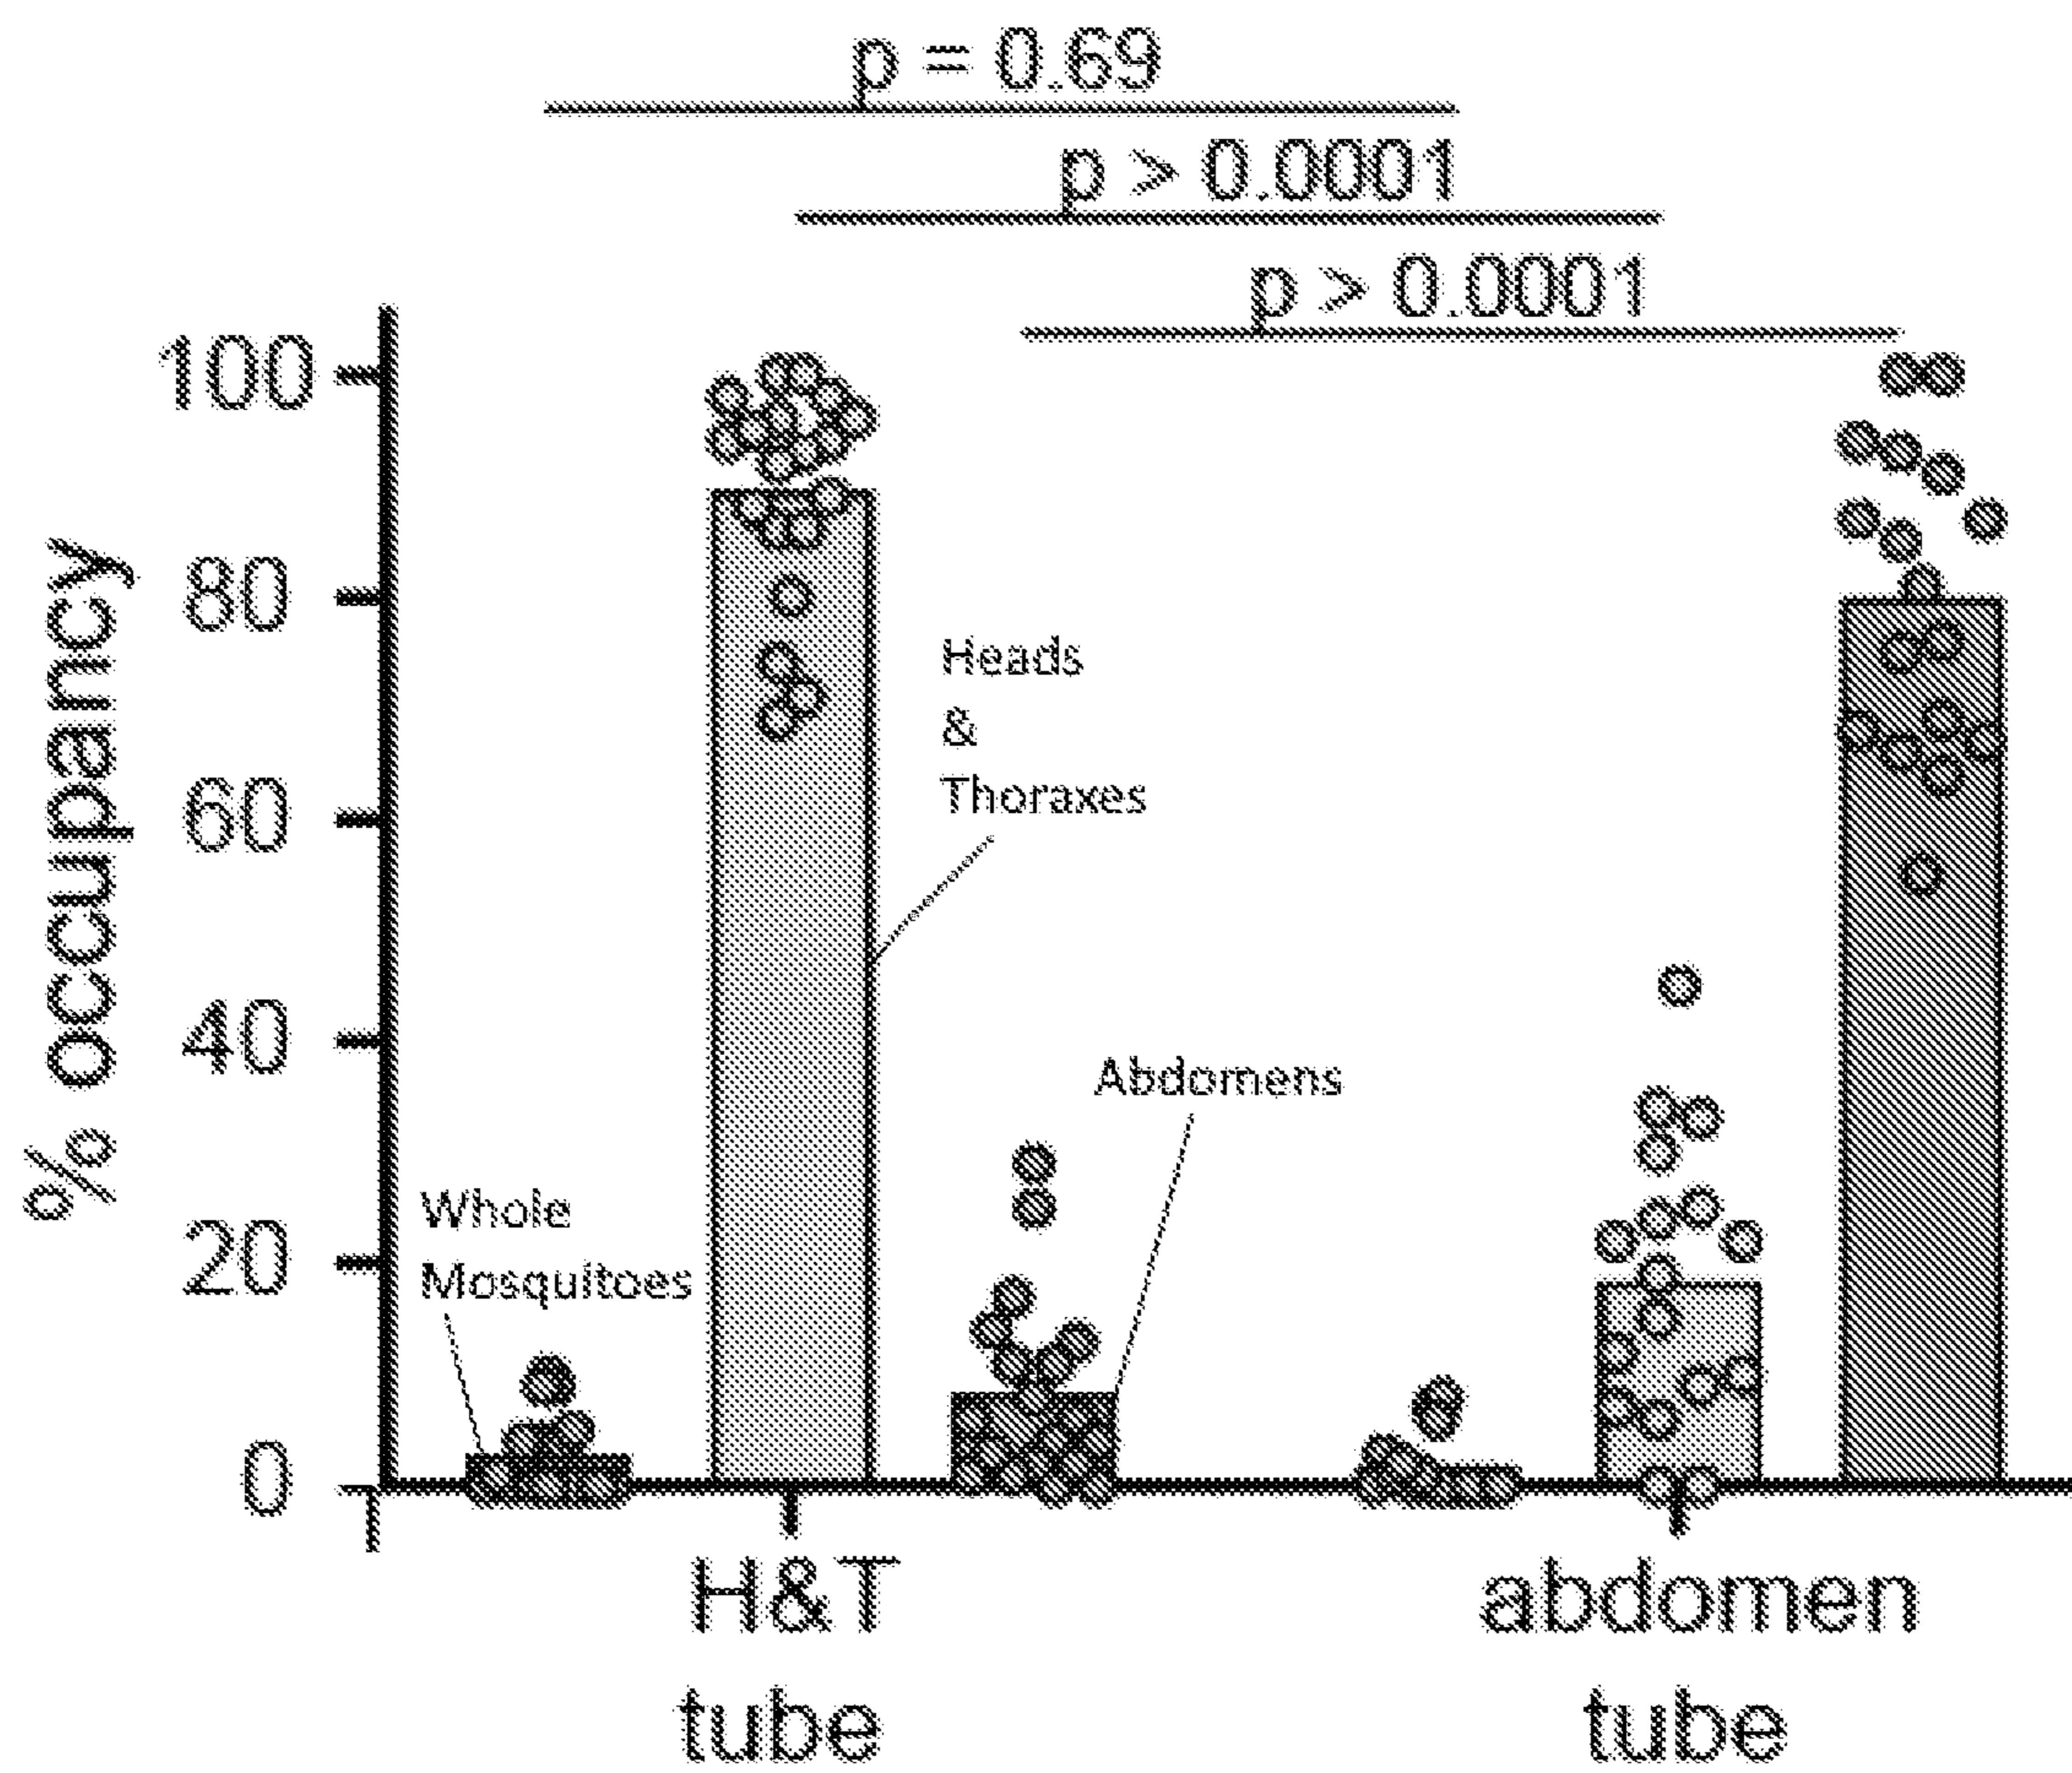 p = 0.69
p > 0.0001
p > 0.0001
% occupancy
100
80
60
40
20
0
Heads
&
Thoraxes
Abdomens
Whole
Mosquitoes
H&T
tube
abdomen
tube